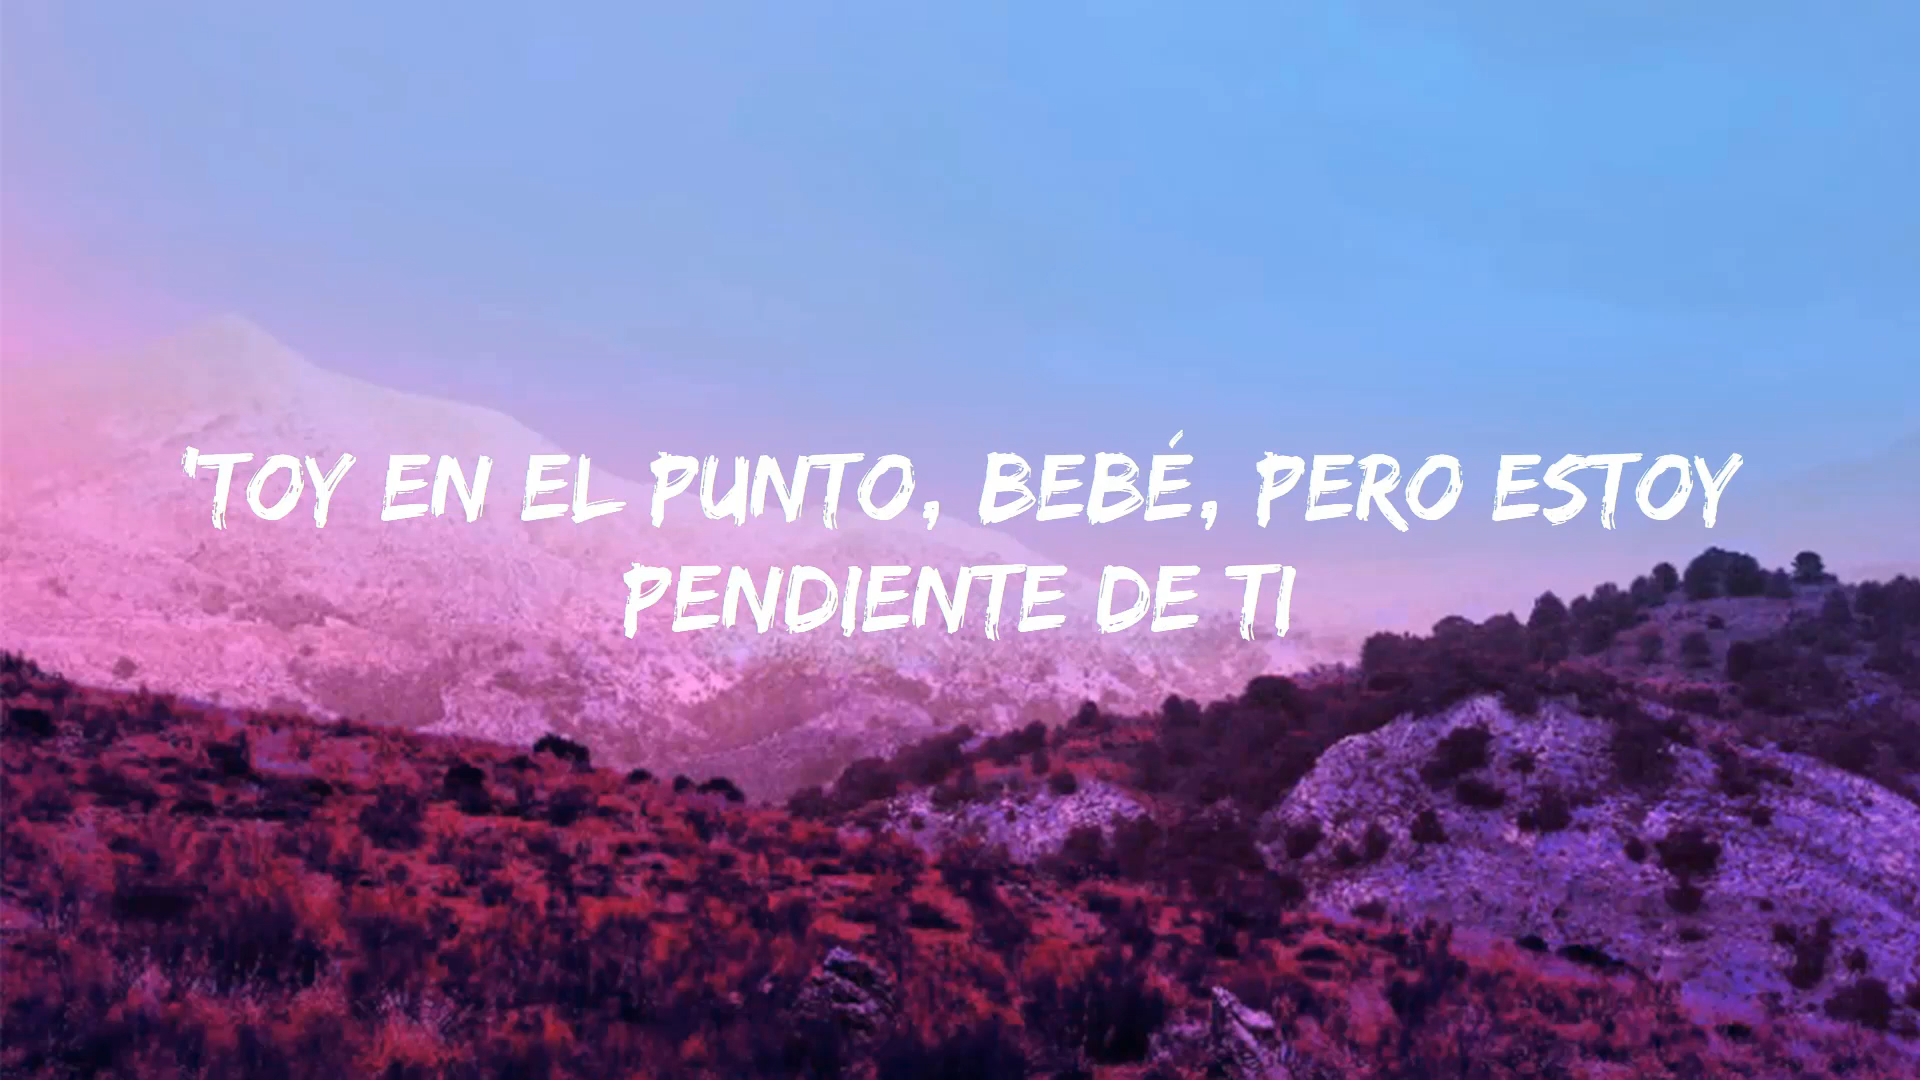 'TOY EN EL PUNTO, BEBÉ, PERO ESTOY
PENDIENTE DE TI